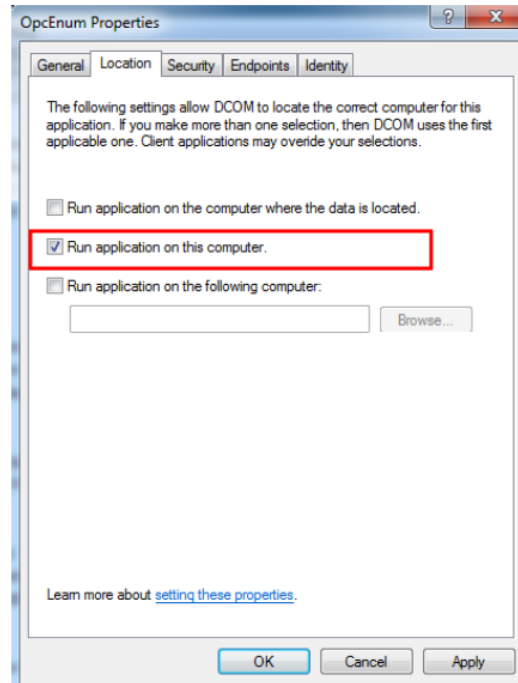 OpcEnum Properties
General Location Security Endpoints Identity
The following settings allow DCOM to locate the correct computer for this
application. If you make more than one selection, then DCOM uses the first
applicable one. Client applications may overide your selections.
Run application on the computer where the data is located.
Run application on this computer.
Run application on the following computer:
Browse...
Learn more about setting these properties.
OK Cancel Apply